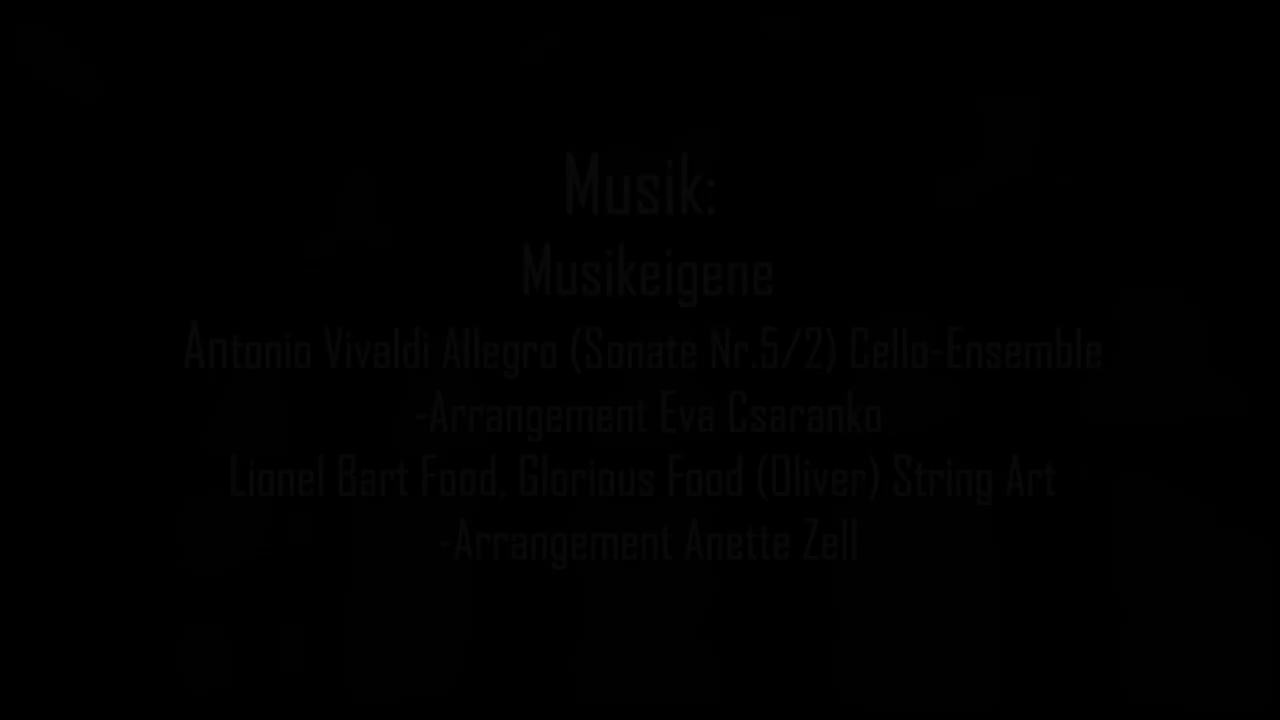 Musik:
Musikeigene
Antonio Vivaldi Allegro (Sonate Nr.5/2) Cello-Ensemble
-Arrangement Eva Csaranko
Lionel Bart Food, Glorious Food (Oliver) String Art
-Arrangement Anette Zell